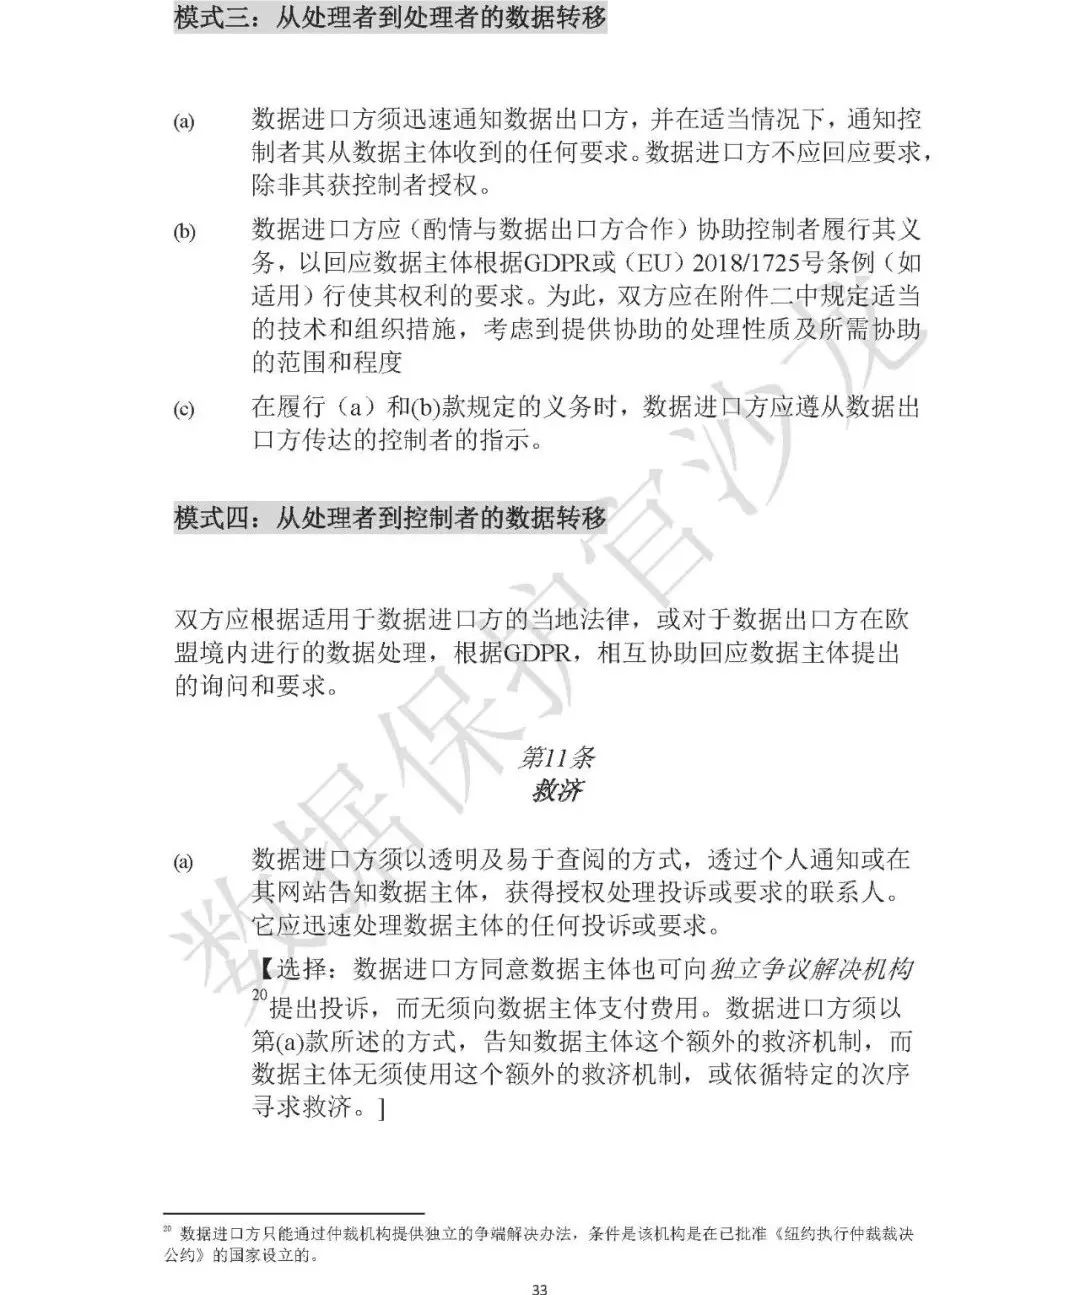 模式三：从处理者到处理者的数据转移
(a) 数据进口方须迅速通知数据出口方，并在适当情况下，通知控
制者其从数据主体收到的任何要求。数据进口方不应回应要求，
除非其获控制者授权。
(b) 数据进口方应（酌情与数据出口方合作）协助控制者履行其义
务，以回应数据主体根据GDPR或（EU）2018/1725号条例（如
适用）行使其权利的要求。为此，双方应在附件二中规定适当
的技术和组织措施，考虑到提供协助的处理性质及所需协助
的范围和程度
(c) 在履行（a）和(b)款规定的义务时，数据进口方应遵从数据出
口方传达的控制者的指示。
模式四：从处理者到控制者的数据转移
双方应根据适用于数据进口方的当地法律，或对于数据出口方在欧
盟境内进行的数据处理，根据GDPR，相互协助回应数据主体提出
的询问和要求。
第11条
救济
(a) 数据进口方须以透明及易于查阅的方式，透过个人通知或在
其网站告知数据主体，获得授权处理投诉或要求的联系人。
它应迅速处理数据主体的任何投诉或要求。
【选择：数据进口方同意数据主体也可向独立争议解决机构
20提出投诉，而无须向数据主体支付费用。数据进口方须以
第(a)款所述的方式，告知数据主体这个额外的救济机制，而
数据主体无须使用这个额外的救济机制，或依循特定的次序
寻求救济。]
20 数据进口方只能通过仲裁机构提供独立的争端解决办法，条件是该机构是在已批准《纽约执行仲裁裁决
公约》的国家设立的。
33
数据保护官沙龙